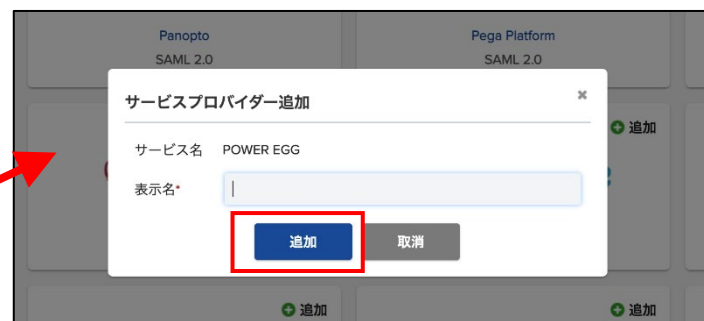 Panopto
Pega Platform
SAML 2.0
SAML 2.0
サービスプロバイダー追加
×
追加
サービス名 POWER EGG
表示名*
追加
取消
追加
追加